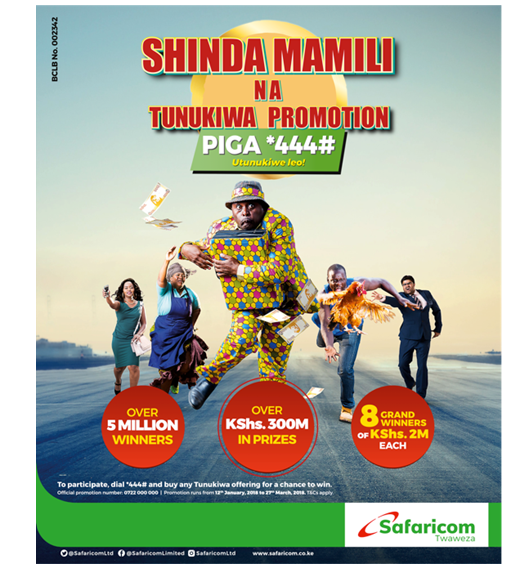 BCLB No. 002342
SHINDA MAMILI
NA
TUNUKIWA PROMOTION
PIGA *444#
Utunukiwe leo!
OVER
5 MILLION
WINNERS
OVER
KShs. 300M
IN PRIZES
8 GRAND
WINNERS
OF KShs. 2M
EACH
To participate, dial *444# and buy any Tunukiwa offering for a chance to win.
Official promotion number: 0722 000 000 | Promotion runs from 12th January, 2018 to 27th March, 2018. T&Cs apply
Safaricom
Twaweza
@SafaricomLtd @SafaricomLimited SafaricomLtd www.safaricom.co.ke